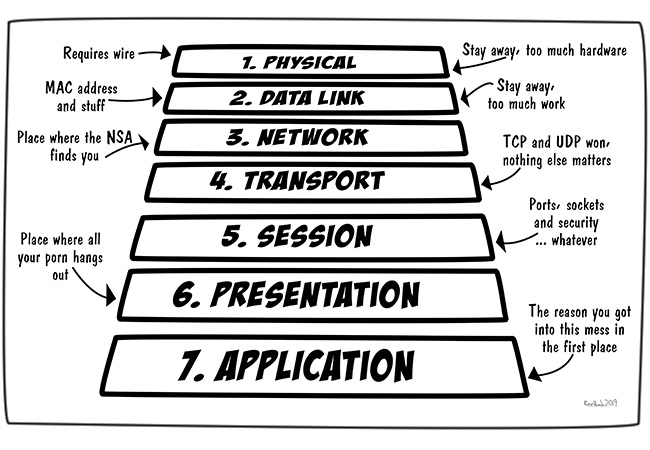 Requires wire
1. PHYSICAL
Stay away, too much hardware
MAC address
and stuff
2. DATA LINK
Stay away,
too much work
Place where the NSA
finds you
3. NETWORK
4. TRANSPORT
TCP and UDP won,
nothing else matters
5. SESSION
Ports, sockets
and security
... whatever
Place where all
your porn hangs
out
6. PRESENTATION
7. APPLICATION
The reason you got
into this mess in
the first place